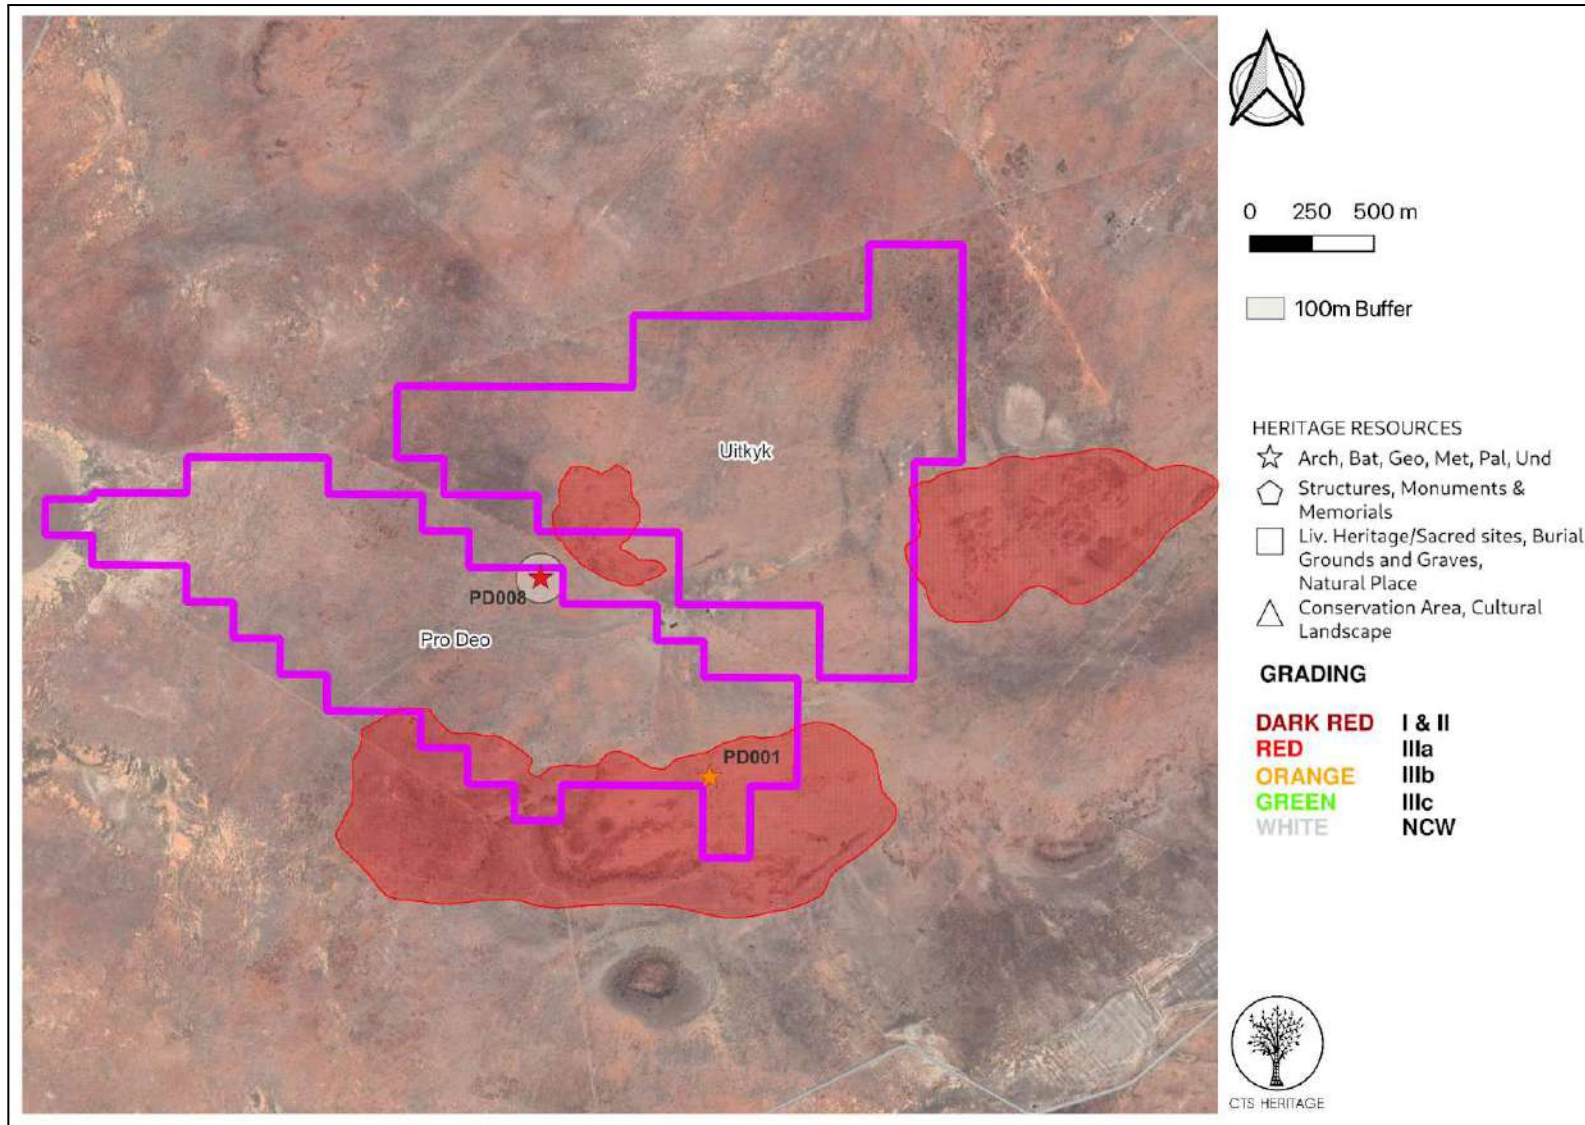 0 250 500 m
100m Buffer
HERITAGE RESOURCES
Arch, Bat, Geo, Met, Pal, Und
Structures, Monuments &
Memorials
Liv. Heritage/Sacred sites, Burial
Grounds and Graves,
Natural Place
Conservation Area, Cultural
Landscape
GRADING
DARK RED I & II
RED IIIa
ORANGE IIIb
GREEN IIIc
WHITE NCW
Uitkyk
PD008
Pro Deo
PD001
CTS HERITAGE